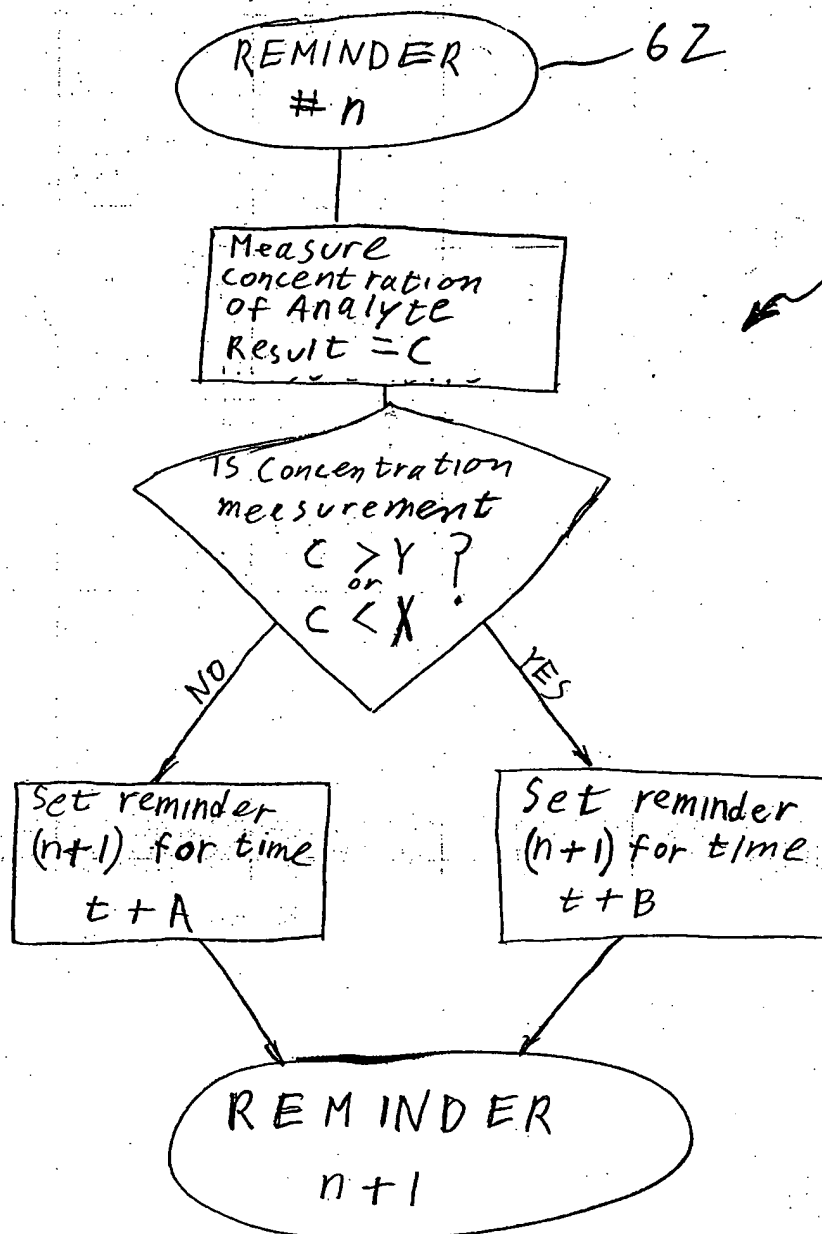 REMINDER
# n
62
Measure
concentration
of Analyte
Result = C
Is Concentration
meesurement
C > Y ?
or
C < X
NO
YES
Set reminder
(n+1) for time
t + A
Set reminder
(n+1) for time
t + B
REMINDER
n + 1